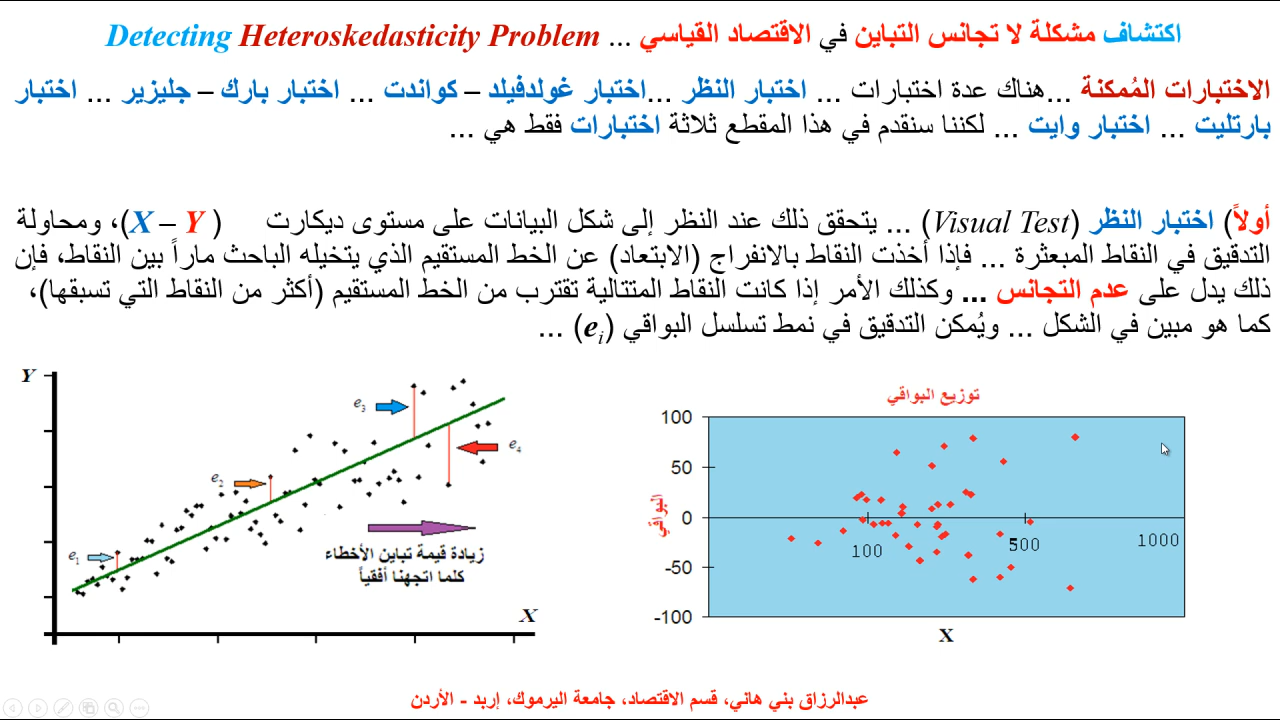 اكتشاف مشكلة لا تجانس التباين في الاقتصاد القياسي ... Detecting Heteroskedasticity Problem
الاختبارات المُمكنة ...هناك عدة اختبارات ... اختبار النظر ...اختبار غولدفيلد – كواندت ... اختبار بارك – جليزير ... اختبار
بارتليت ... اختبار وايت ... لكننا سنقدم في هذا المقطع ثلاثة اختبارات فقط هي ...
أولاً) اختبار النظر (Visual Test) ... يتحقق ذلك عند النظر إلى شكل البيانات على مستوى ديكارت (X – Y)، ومحاولة
التدقيق في النقاط المبعثرة ... فإذا أخذت النقاط بالانفراج (الابتعاد) عن الخط المستقيم الذي يتخيله الباحث ماراً بين النقاط، فإن
ذلك يدل على عدم التجانس ... وكذلك الأمر إذا كانت النقاط المتتالية تقترب من الخط المستقيم (أكثر من النقاط التي تسبقها)،
كما هو مبين في الشكل ... ويُمكن التدقيق في نمط تسلسل البواقي (ei) ...
Y
e3
e4
e2
e1
زيادة قيمة تباين الأخطاء
كلما اتجهنا أفقياً
X
توزيع البواقي
البواقي
100
50
0
-50
-100
100
500
1000
X
عبدالرزاق بني هاني، قسم الاقتصاد، جامعة اليرموك، إربد - الأردن